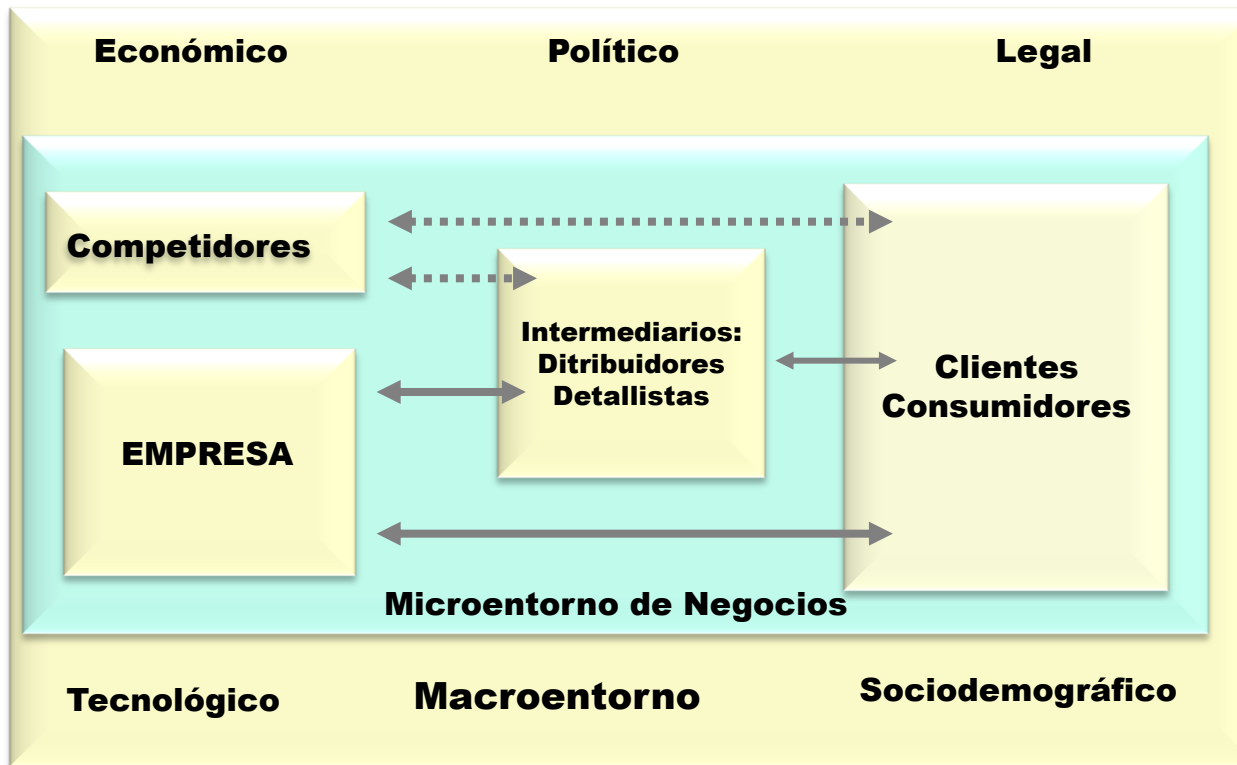 Económico
Político
Legal
Competidores
Intermediarios:
Ditribuidores
Detallistas
Clientes
Consumidores
EMPRESA
Microentorno de Negocios
Tecnológico
Macroentorno
Sociodemográfico